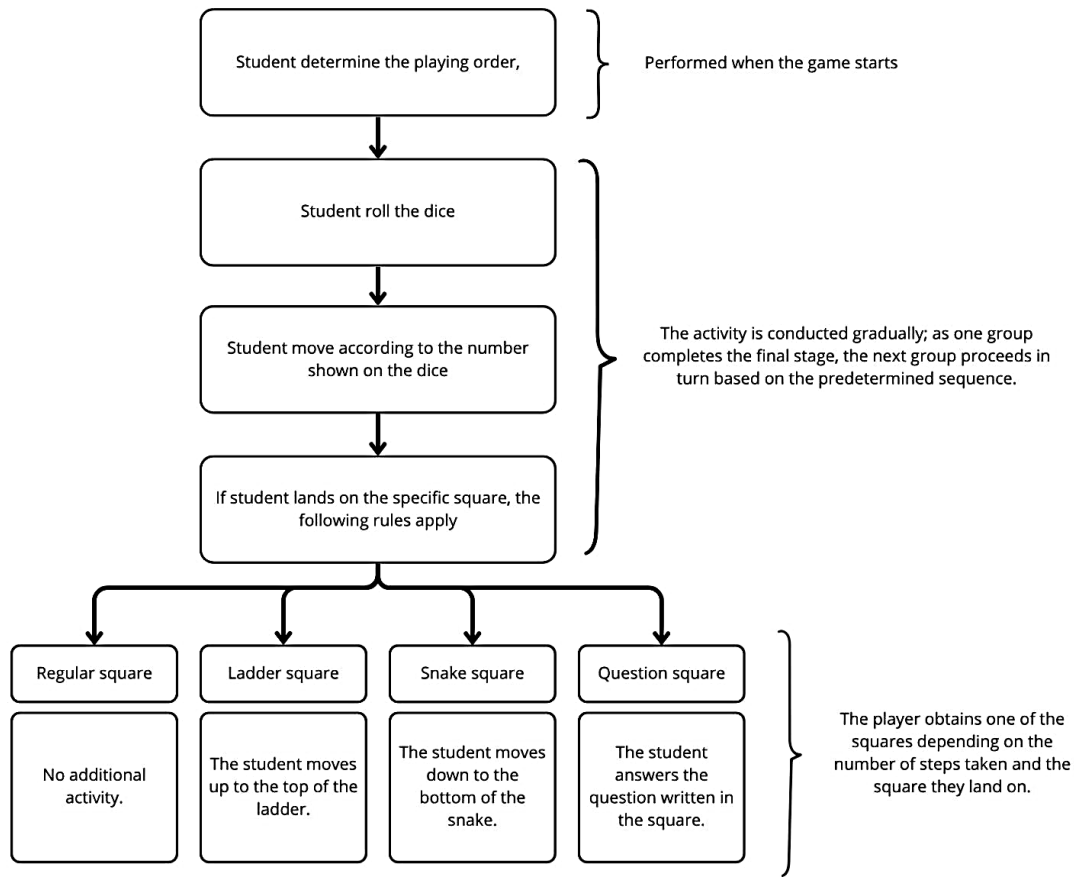 Student determine the playing order,
Performed when the game starts
Student roll the dice
Student move according to the number
shown on the dice
The activity is conducted gradually; as one group
completes the final stage, the next group proceeds in
turn based on the predetermined sequence.
If student lands on the specific square, the
following rules apply
Regular square
Ladder square
Snake square
Question square
No additional
activity.
The student moves
up to the top of the
ladder.
The student moves
down to the
bottom of the
snake.
The student
answers the
question written in
the square.
The player obtains one of the
squares depending on the
number of steps taken and the
square they land on.